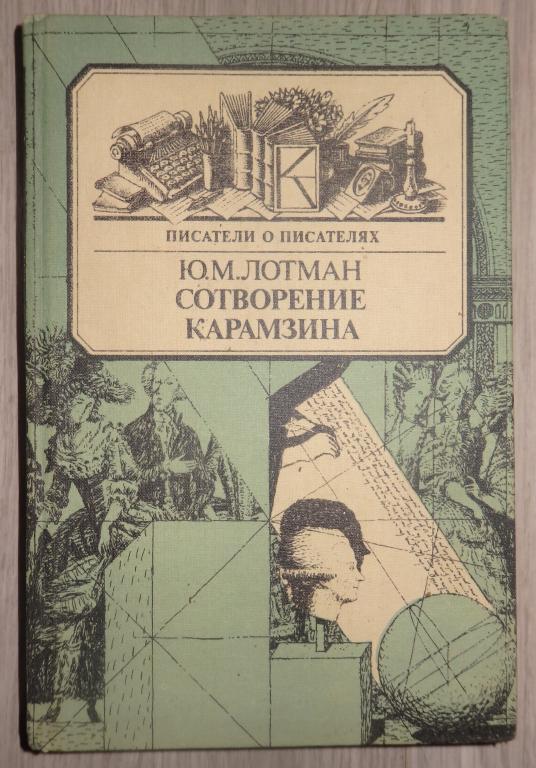 К
ПИСАТЕЛИ О ПИСАТЕЛЯХ
Ю.М.ЛОТМАН
СОТВОРЕНИЕ
КАРАМЗИНА